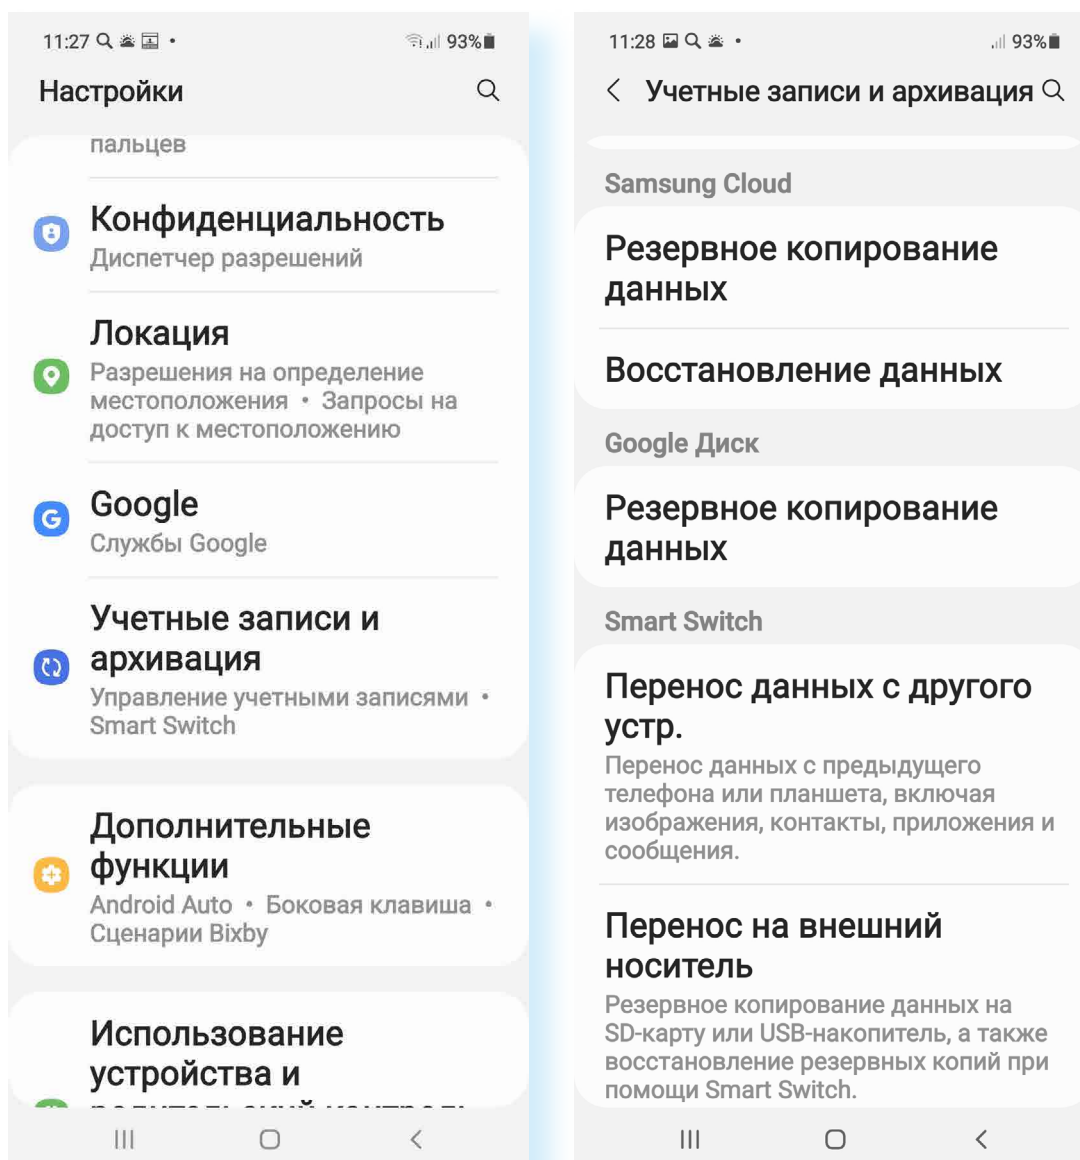 11:27
93%
Настройки
пальцев
Конфиденциальность
Диспетчер разрешений
Локация
Разрешения на определение
местоположения • Запросы на
доступ к местоположению
Google
Службы Google
Учетные записи и
архивация
Управление учетными записями •
Smart Switch
Дополнительные
функции
Android Auto • Боковая клавиша •
Сценарии Bixby
Использование
устройства и
родительский контроль
11:28
93%
Учетные записи и архивация
Samsung Cloud
Резервное копирование
данных
Восстановление данных
Google Диск
Резервное копирование
данных
Smart Switch
Перенос данных с другого
устр.
Перенос данных с предыдущего
телефона или планшета, включая
изображения, контакты, приложения и
сообщения.
Перенос на внешний
носитель
Резервное копирование данных на
SD-карту или USB-накопитель, а также
восстановление резервных копий при
помощи Smart Switch.